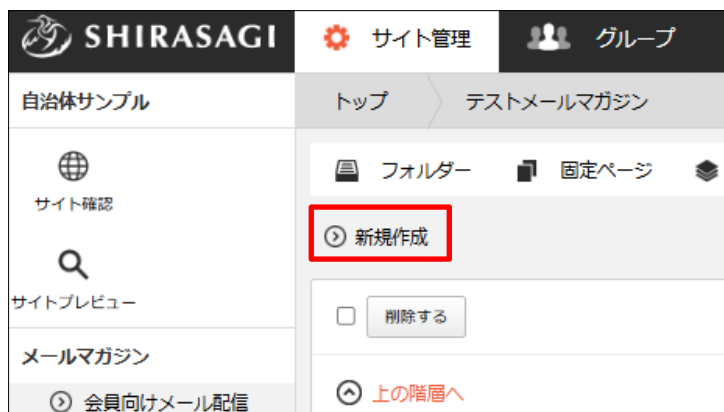 SHIRASAGI
サイト管理
グループ
自治体サンプル
トップ
テストメールマガジン
サイト確認
サイトプレビュー
メールマガジン
会員向けメール配信
フォルダー
固定ページ
新規作成
削除する
上の階層へ